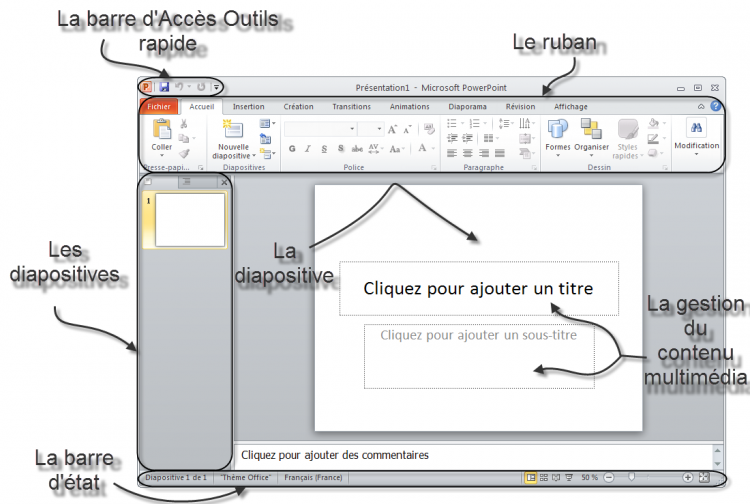 La barre d'Accès Outils
rapide
Le ruban
Présentation1 - Microsoft PowerPoint
Fichier Accueil Insertion Création Transitions Animations Diaporama Révision Affichage
Coller
Nouvelle
diapositive
G I S S abc AV Aa A
Formes Organiser Styles
rapides
Modification
Presse-papi... Diapositives Police Paragraphe Dessin
1
Les
diapositives
La
diapositive
Cliquez pour ajouter un titre
Cliquez pour ajouter un sous-titre
La gestion
du
contenu
multimédia
Cliquez pour ajouter des commentaires
La barre
d'état
Diapositive 1 de 1 "Thème Office" Français (France) 50 %